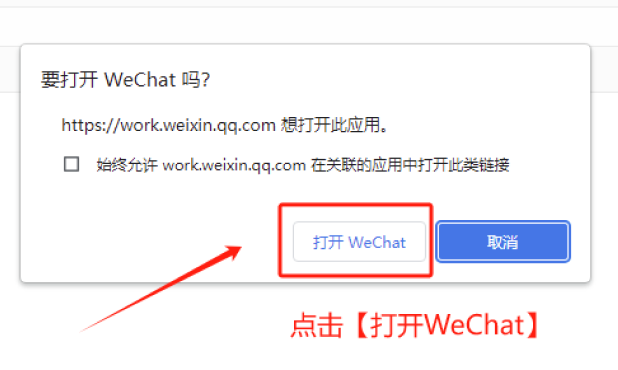 要打开 WeChat 吗?
https://work.weixin.qq.com 想打开此应用。
始终允许 work.weixin.qq.com 在关联的应用中打开此类链接
打开 WeChat
取消
点击【打开WeChat】